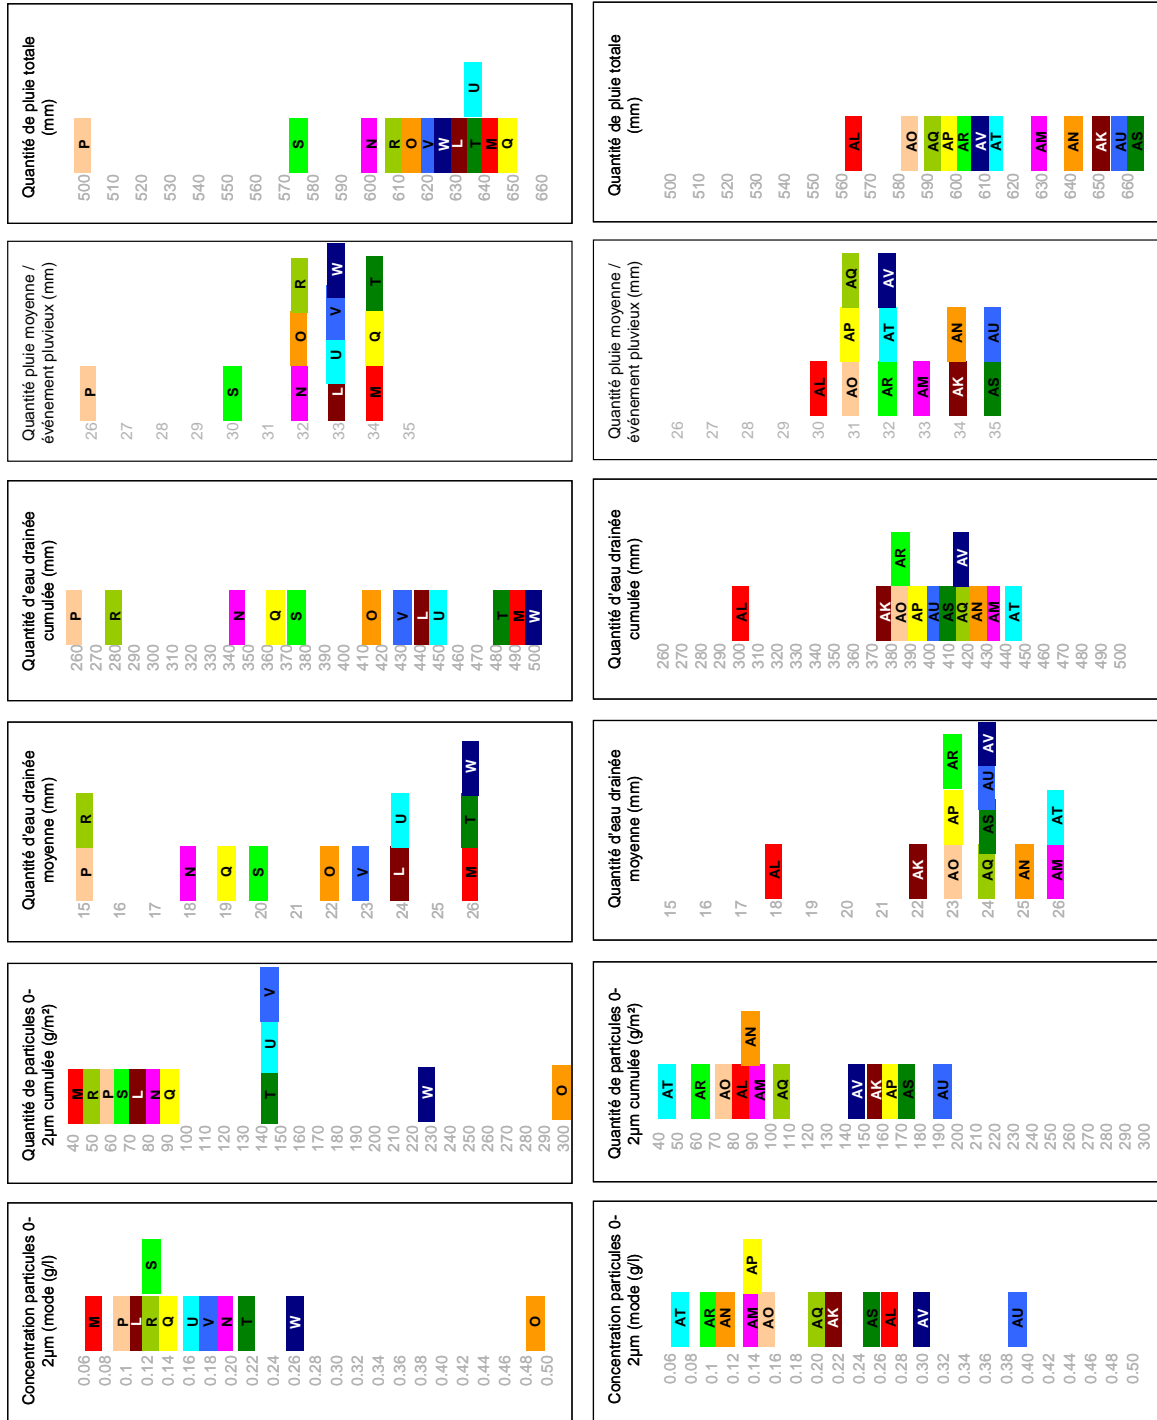 Concentration particules 0-
2µm (mode (g/l)
0.06 M
0.08
0.1 P
L
0.12 R S
0.14 Q
0.16 U
0.18 V
0.20 N
0.22 T
0.24
0.26 W
0.28
0.30
0.32
0.34
0.36
0.38
0.40
0.42
0.44
0.46
0.48 O
0.50
Quantité de particules 0-
2µm cumulée (g/m²)
40 M
50 R
60 P
70 S
80 L
N
90 Q
100
110
120
130
140 T U V
150
160
170
180
190
200
210
220
230 W
240
250
260
270
280
290
300 O
Quantité d'eau drainée
moyenne (mm)
15 P R
16
17
18 N
19 Q
20 S
21
22 O
23 V
24 L U
25
26 M T W
Quantité d'eau drainée
cumulée (mm)
260 P
270
280 R
290
300
310
320
330
340 N
350
360 Q
370 S
380
390
400
410 O
420
430 V
440 L
450 U
460
470
480 T
490 M
500 W
Quantité pluie moyenne /
événement pluvieux (mm)
26 P
27
28
29
30 S
31
32 N O R
33 L U V W
34 M Q T
35
Quantité de pluie totale
(mm)
500 P
510
520
530
540
550
560
570 S
580
590
600 N
610 R
O
620 V
W
630 L
640 T U
M
650 Q
660
Concentration particules 0-
2µm (mode (g/l)
0.06 AT
0.08
0.1 AR
0.12 AN
0.14 AM AP
0.16 AO
0.18
0.20 AQ
0.22 AK
0.24 AS
0.26 AL
0.28
0.30 AV
0.32
0.34
0.36
0.38 AU
0.40
0.42
0.44
0.46
0.48
0.50
Quantité de particules 0-
2µm cumulée (g/m²)
40 AT
50
60 AR
70 AO
80 AL
90 AM AN
100 AQ
110
120
130
140 AV
150 AK
160 AP
170 AS
180
190 AU
200
210
220
230
240
250
260
270
280
290
300
Quantité d'eau drainée
moyenne (mm)
15
16
17
18 AL
19
20
21
22 AK
23 AO AP AR
24 AQ AS AU AV
25 AN
26 AM AT
Quantité d'eau drainée
cumulée (mm)
260
270
280
290
300 AL
310
320
330
340
350
360
370 AK
380 AO AR
390 AP
400 AU
410 AS
AQ AV
420 AN
430 AM
440 AT
450
460
470
480
490
500
Quantité pluie moyenne /
événement pluvieux (mm)
26
27
28
29
30 AL
31 AO AP AQ
32 AR AT AV
33 AM
34 AK AN
35 AS AU
Quantité de pluie totale
(mm)
500
510
520
530
540
550
560 AL
570
580 AO
590 AQ
AP
600 AR
610 AV
AT
620
630 AM
640 AN
650 AK
AU
660 AS